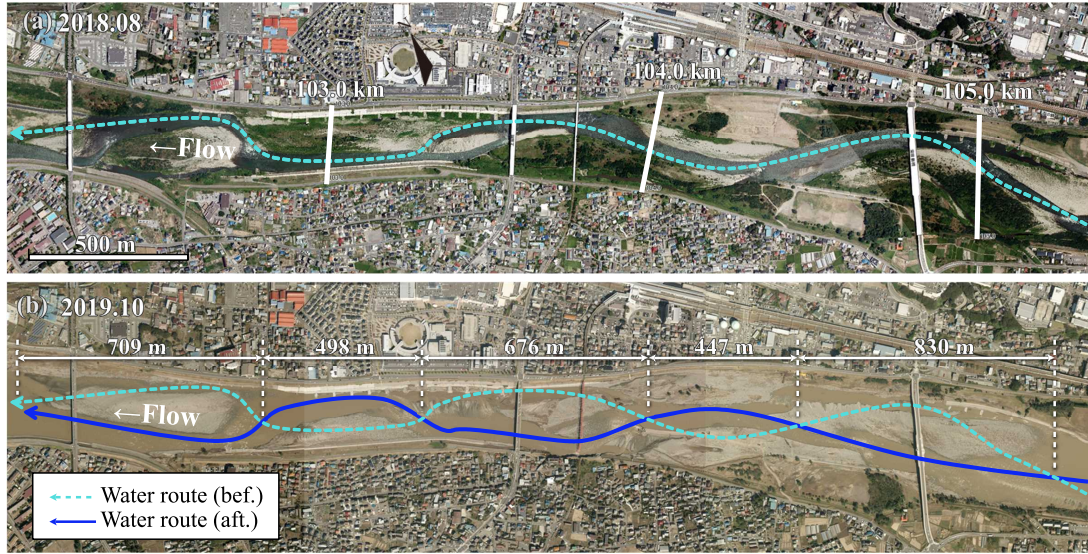 (a) 2018.08
103.0 km
104.0 km
105.0 km
←Flow
500 m
(b) 2019.10
709 m
498 m
676 m
447 m
830 m
←Flow
Water route (bef.)
Water route (aft.)